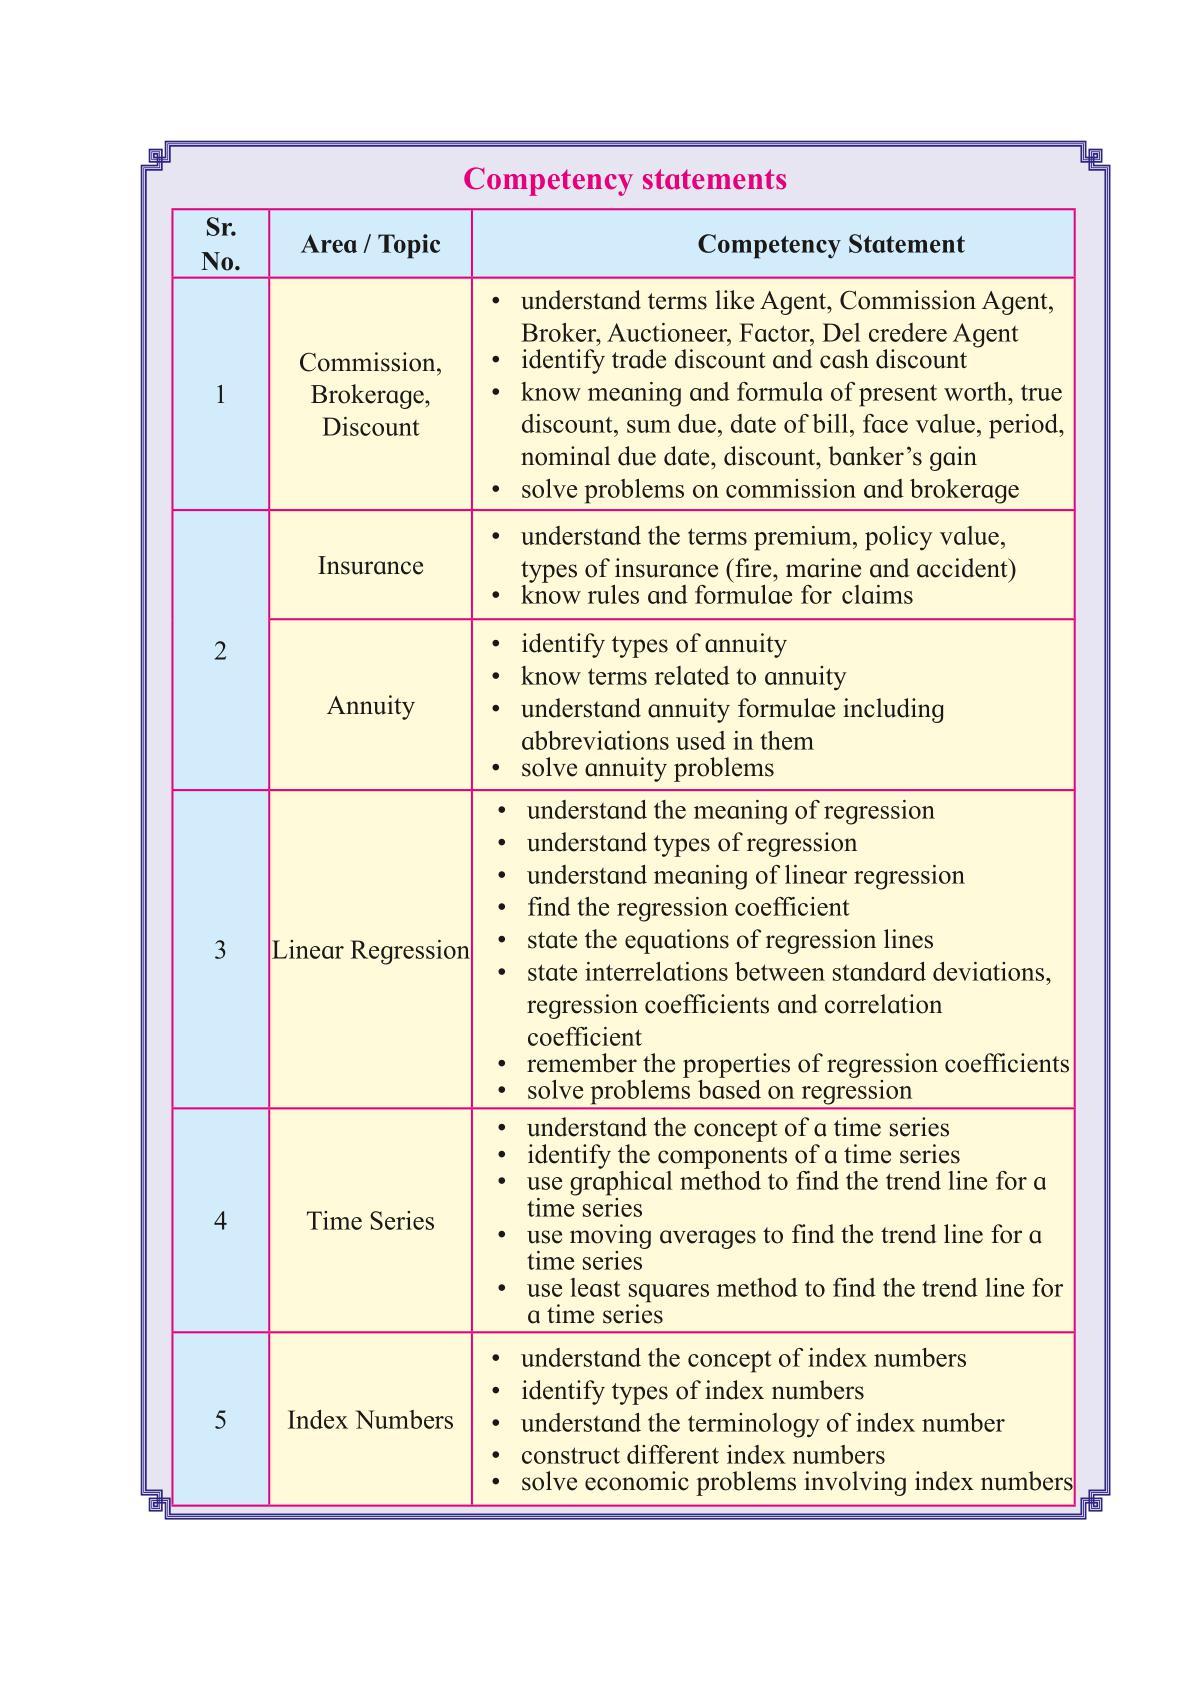 Competency statements
Sr.
No.
Area / Topic
Competency Statement
1
Commission,
Brokerage,
Discount
• understand terms like Agent, Commission Agent,
Broker, Auctioneer, Factor, Del credere Agent
• identify trade discount and cash discount
• know meaning and formula of present worth, true
discount, sum due, date of bill, face value, period,
nominal due date, discount, banker’s gain
• solve problems on commission and brokerage
2
Insurance
• understand the terms premium, policy value,
types of insurance (fire, marine and accident)
• know rules and formulae for claims
Annuity
• identify types of annuity
• know terms related to annuity
• understand annuity formulae including
abbreviations used in them
• solve annuity problems
3
Linear Regression
• understand the meaning of regression
• understand types of regression
• understand meaning of linear regression
• find the regression coefficient
• state the equations of regression lines
• state interrelations between standard deviations,
regression coefficients and correlation
coefficient
• remember the properties of regression coefficients
• solve problems based on regression
4
Time Series
• understand the concept of a time series
• identify the components of a time series
• use graphical method to find the trend line for a
time series
• use moving averages to find the trend line for a
time series
• use least squares method to find the trend line for
a time series
5
Index Numbers
• understand the concept of index numbers
• identify types of index numbers
• understand the terminology of index number
• construct different index numbers
• solve economic problems involving index numbers